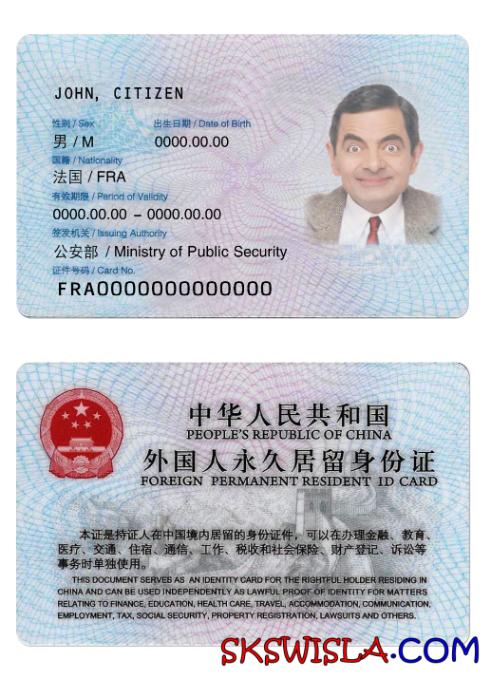 JOHN, CITIZEN
性别 / Sex 出生日期 / Date of Birth
男 / M 0000.00.00
国籍 / Nationality
法国 / FRA
有效期限 / Period of Validity
0000.00.00 - 0000.00.00
签发机关 / Issuing Authority
公安部 / Ministry of Public Security
证件号码 / Card No.
FRA0000000000000
中华人民共和国
PEOPLE'S REPUBLIC OF CHINA
外国人永久居留身份证
FOREIGN PERMANENT RESIDENT ID CARD
本证是持证人在中国境内居留的身份证件，可以在办理金融、教育、
医疗、交通、住宿、通信、工作、税收和社会保险、财产登记、诉讼等
事务时单独使用。
THIS DOCUMENT SERVES AS AN IDENTITY CARD FOR THE RIGHTFUL HOLDER RESIDING IN
CHINA AND CAN BE USED INDEPENDENTLY AS LAWFUL PROOF OF IDENTITY FOR MATTERS
RELATING TO FINANCE, EDUCATION, HEALTH CARE, TRAVEL, ACCOMMODATION, COMMUNICATION,
EMPLOYMENT, TAX, SOCIAL SECURITY, PROPERTY REGISTRATION, LAWSUITS AND OTHERS.
SKSWISLA.COM